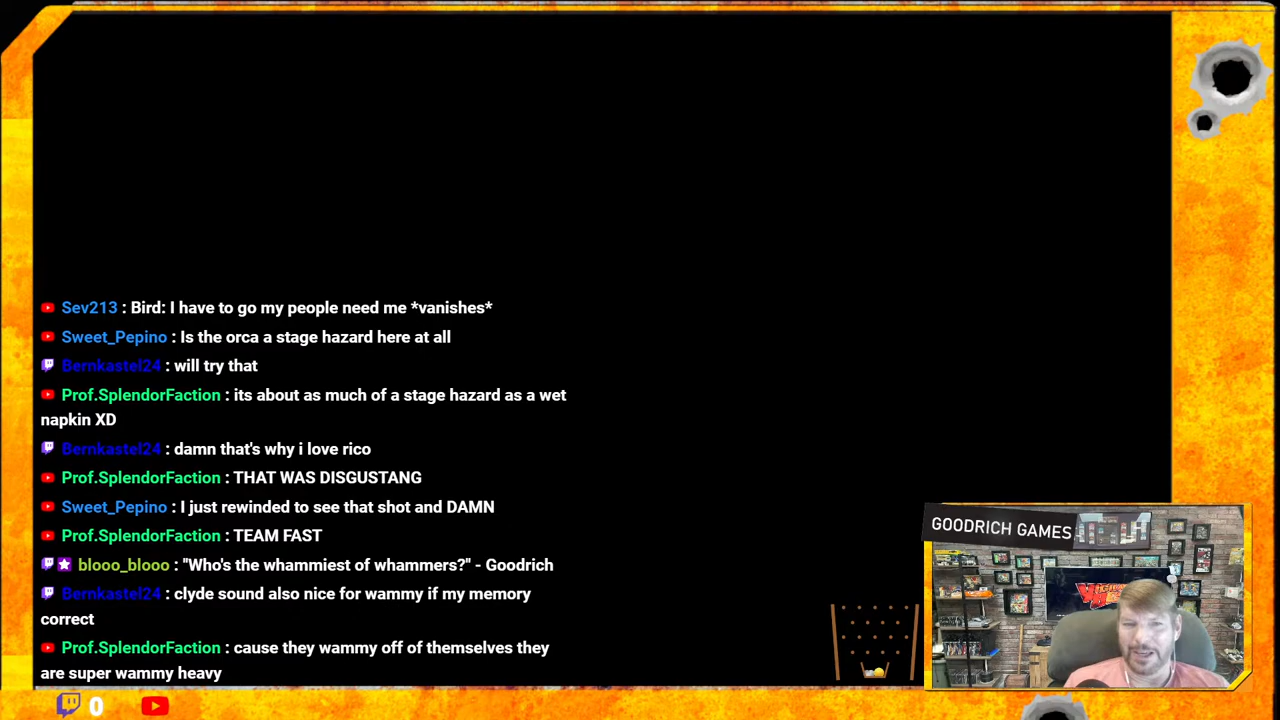 Sev213 : Bird: I have to go my people need me *vanishes*
Sweet_Pepino : Is the orca a stage hazard here at all
Bernkastel24 : will try that
Prof.SplendorFaction : its about as much of a stage hazard as a wet
napkin XD
Bernkastel24 : damn that's why i love rico
Prof.SplendorFaction : THAT WAS DISGUSTANG
Sweet_Pepino : I just rewinded to see that shot and DAMN
Prof.SplendorFaction : TEAM FAST
blooo_blooo : "Who's the whammiest of whammers?" - Goodrich
Bernkastel24 : clyde sound also nice for wammy if my memory
correct
Prof.SplendorFaction : cause they wammy off of themselves they
are super wammy heavy
GOODRICH GAMES
0